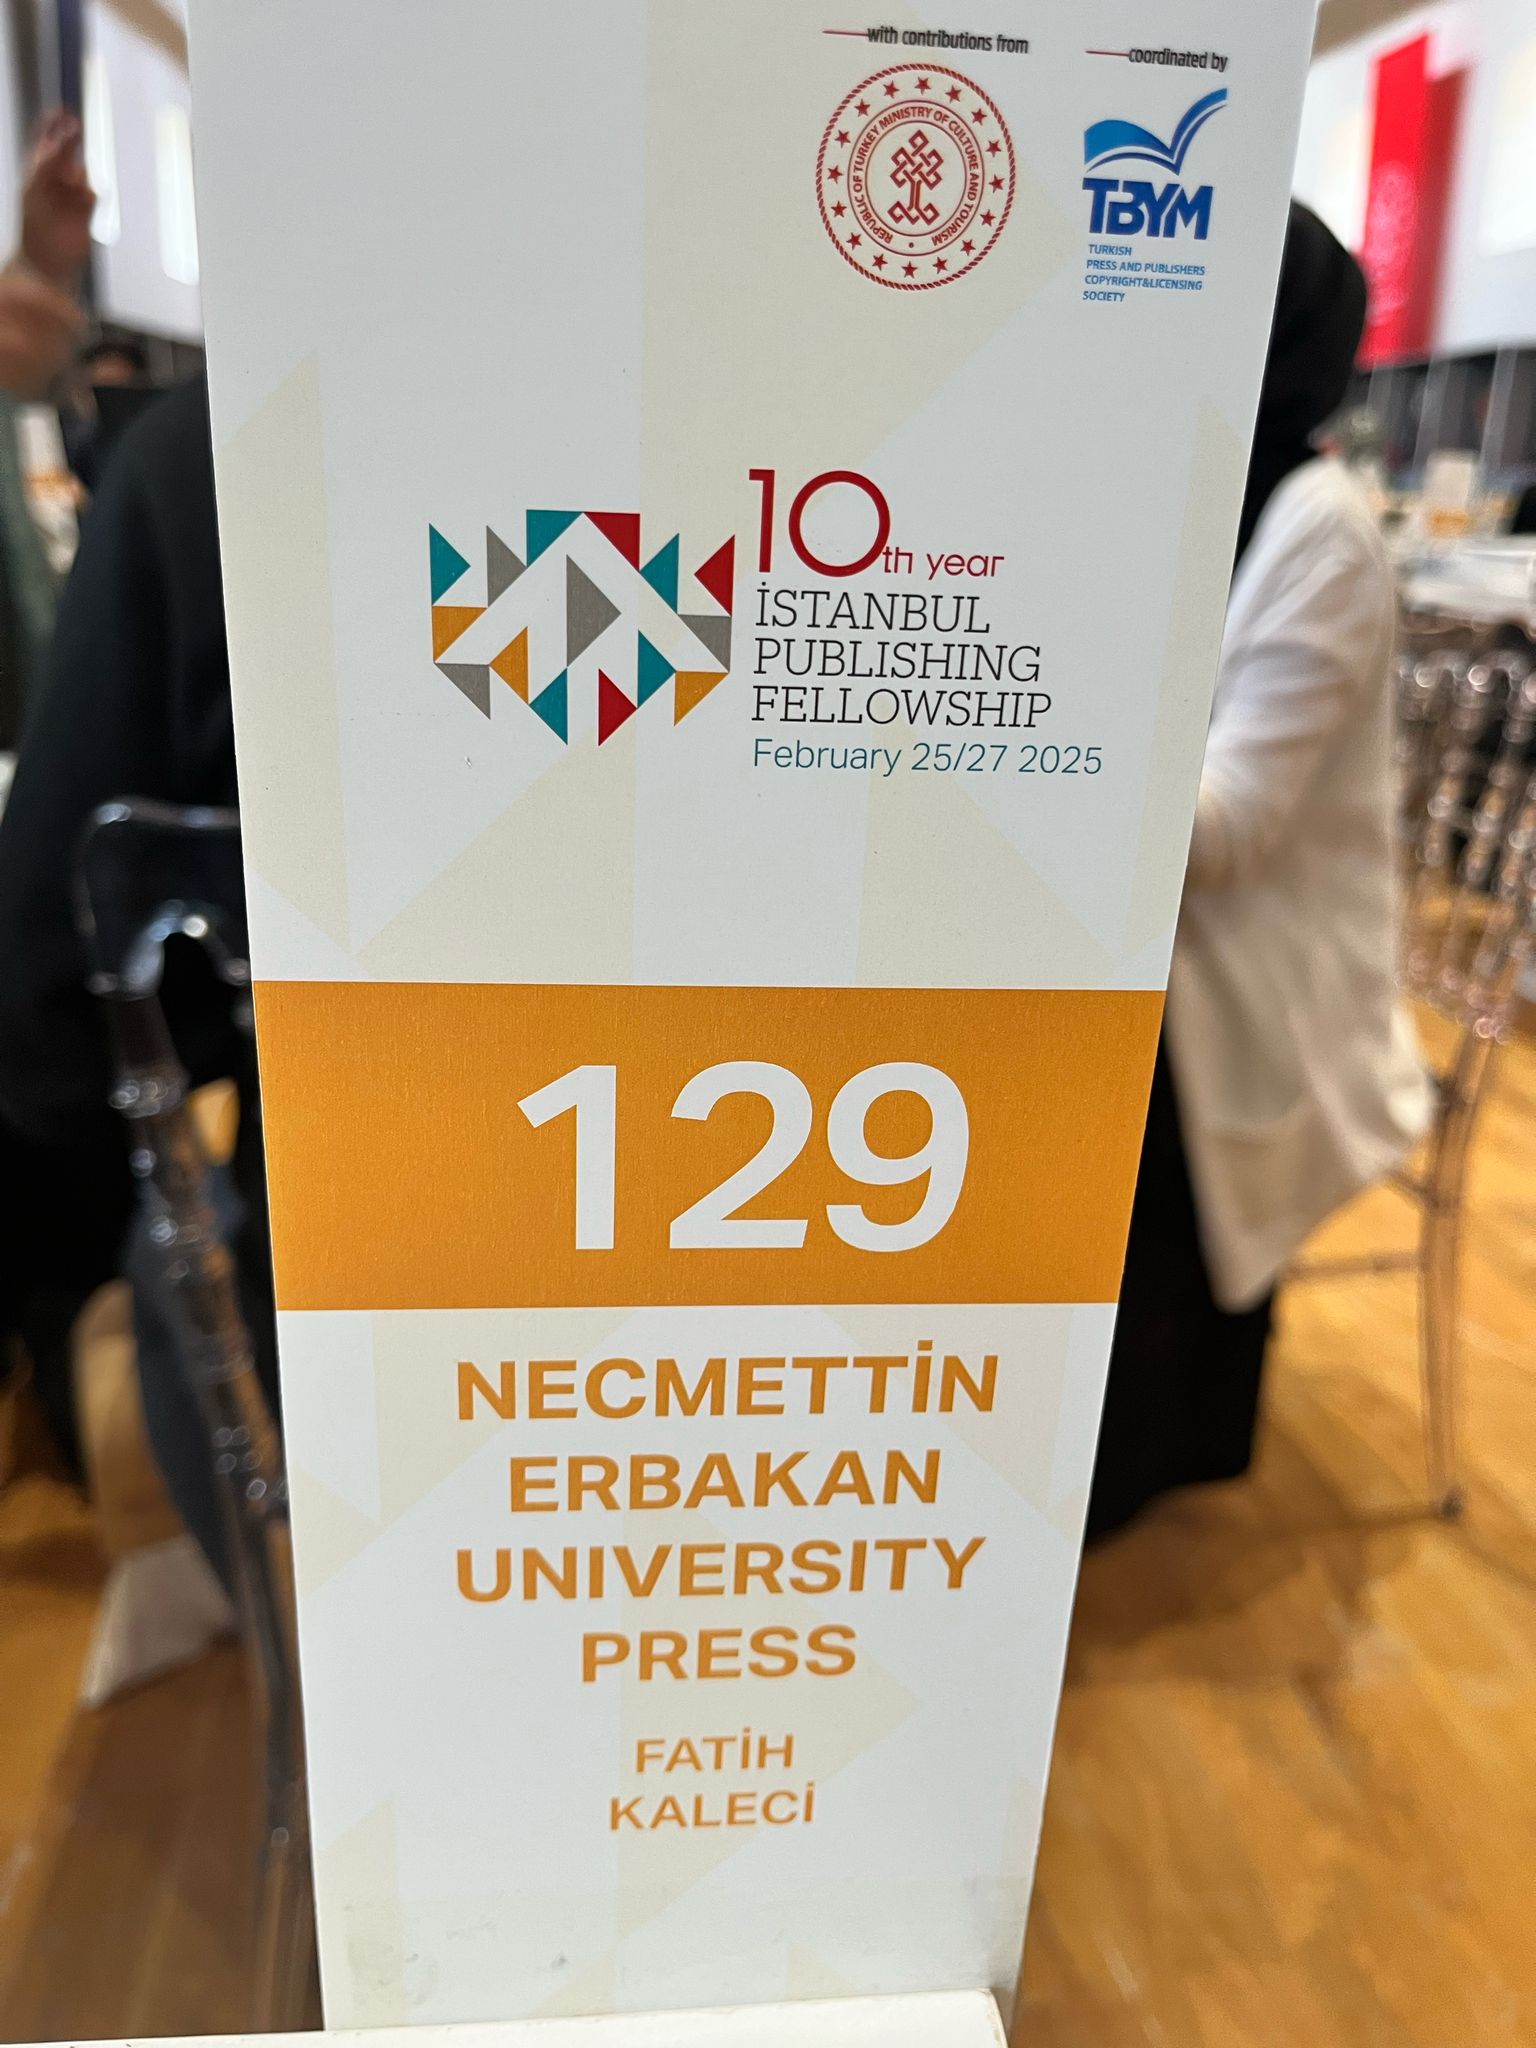 with contributions from
REPUBLIC OF TURKEY MINISTRY OF CULTURE AND TOURISM
coordinated by
TBYM
TURKISH
PRESS AND PUBLISHERS
COPYRIGHT&LICENSING
SOCIETY
10th year
İSTANBUL
PUBLISHING
FELLOWSHIP
February 25/27 2025
129
NECMETTİN
ERBAKAN
UNIVERSITY
PRESS
FATİH
KALECİ